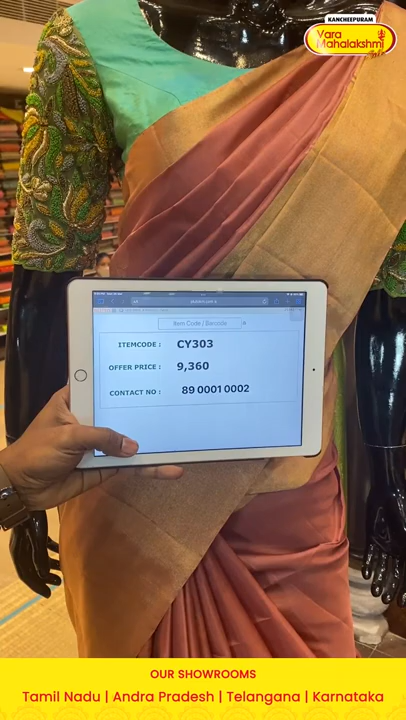 KANCHEEPURAM
Vara
Mahalakshmi
Silks
Item Code / Barcode
ITEMCODE : CY303
OFFER PRICE : 9,360
CONTACT NO : 89 0001 0002
OUR SHOWROOMS
Tamil Nadu | Andra Pradesh | Telangana | Karnataka